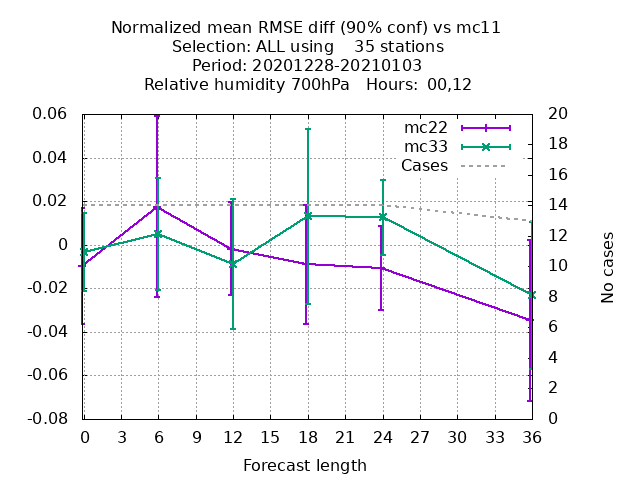 Normalized mean RMSE diff (90% conf) vs mc11
Selection: ALL using    35 stations
Period: 20201228-20210103
Relative humidity 700hPa   Hours:  00,12
0.06
0.04
0.02
0
-0.02
-0.04
-0.06
-0.08
20
18
16
14
12
10
8
6
4
2
0
mc22
mc33
Cases
No cases
0 3 6 9 12 15 18 21 24 27 30 33 36
Forecast length